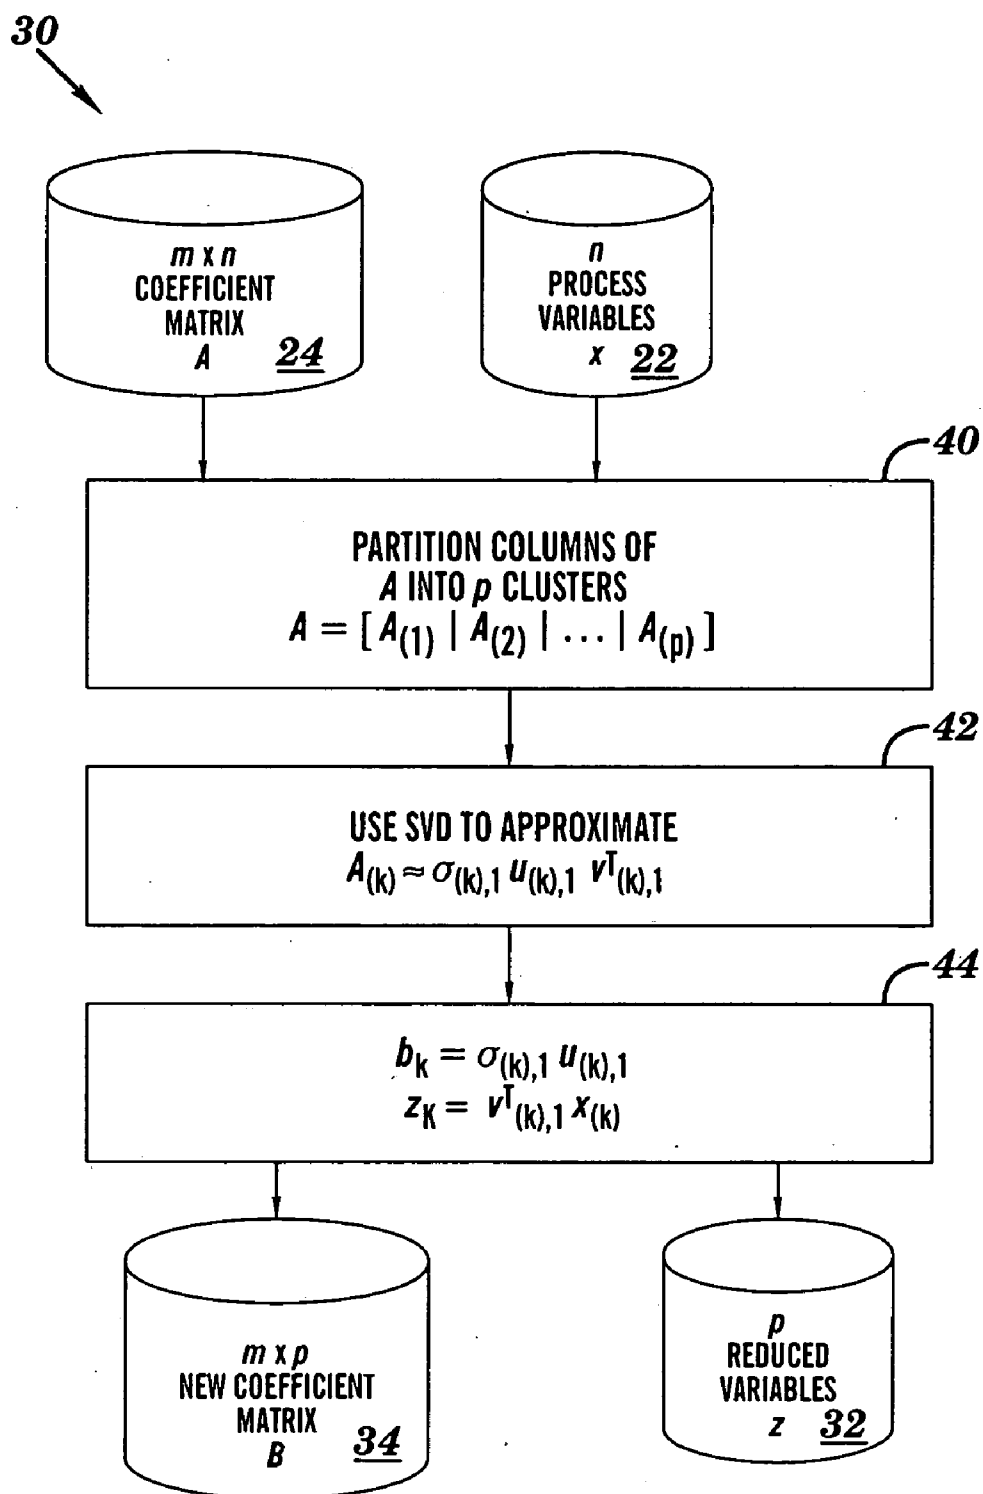 30
m x n
COEFFICIENT
MATRIX
A 24
n
PROCESS
VARIABLES
x 22
40
PARTITION COLUMNS OF
A INTO p CLUSTERS
A = [ A(1) | A(2) | ... | A(p) ]
42
USE SVD TO APPROXIMATE
A(k) ≈ σ(k),1 u(k),1 vᵀ(k),1
44
bk = σ(k),1 u(k),1
zK = vᵀ(k),1 x(k)
m x p
NEW COEFFICIENT
MATRIX
B 34
p
REDUCED
VARIABLES
z 32